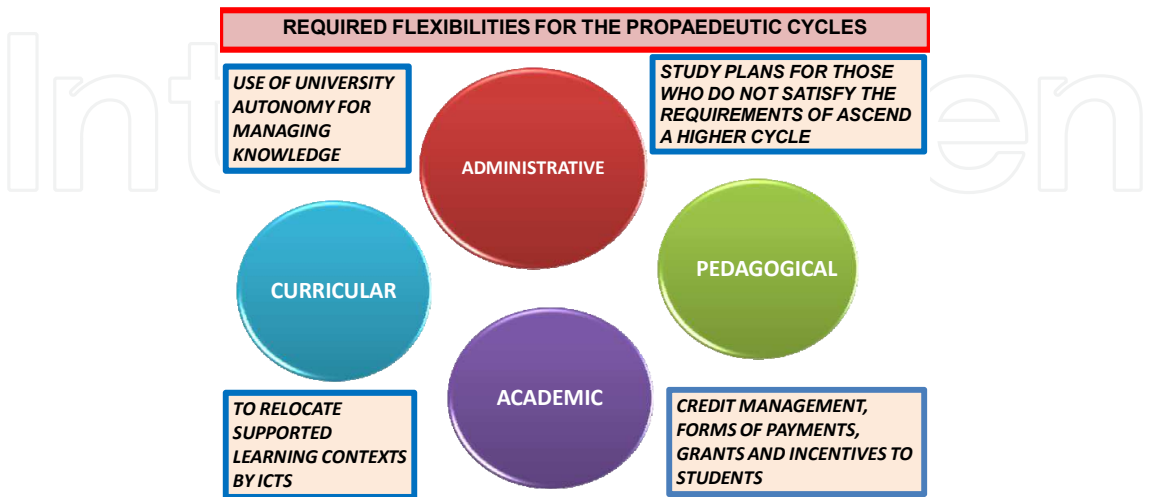 REQUIRED FLEXIBILITIES FOR THE PROPAEDEUTIC CYCLES
USE OF UNIVERSITY
AUTONOMY FOR
MANAGING
KNOWLEDGE
STUDY PLANS FOR THOSE
WHO DO NOT SATISFY THE
REQUIREMENTS OF ASCEND
A HIGHER CYCLE
ADMINISTRATIVE
PEDAGOGICAL
CURRICULAR
ACADEMIC
TO RELOCATE
SUPPORTED
LEARNING CONTEXTS
BY ICTS
CREDIT MANAGEMENT,
FORMS OF PAYMENTS,
GRANTS AND INCENTIVES TO
STUDENTS
Int en